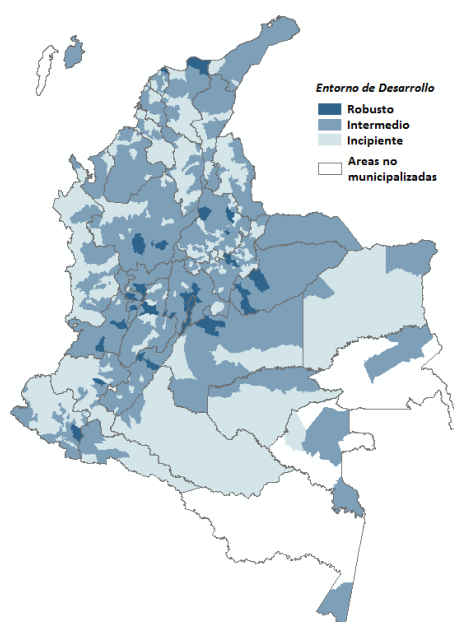 Entorno de Desarrollo
Robusto
Intermedio
Incipiente
Areas no
municipalizadas